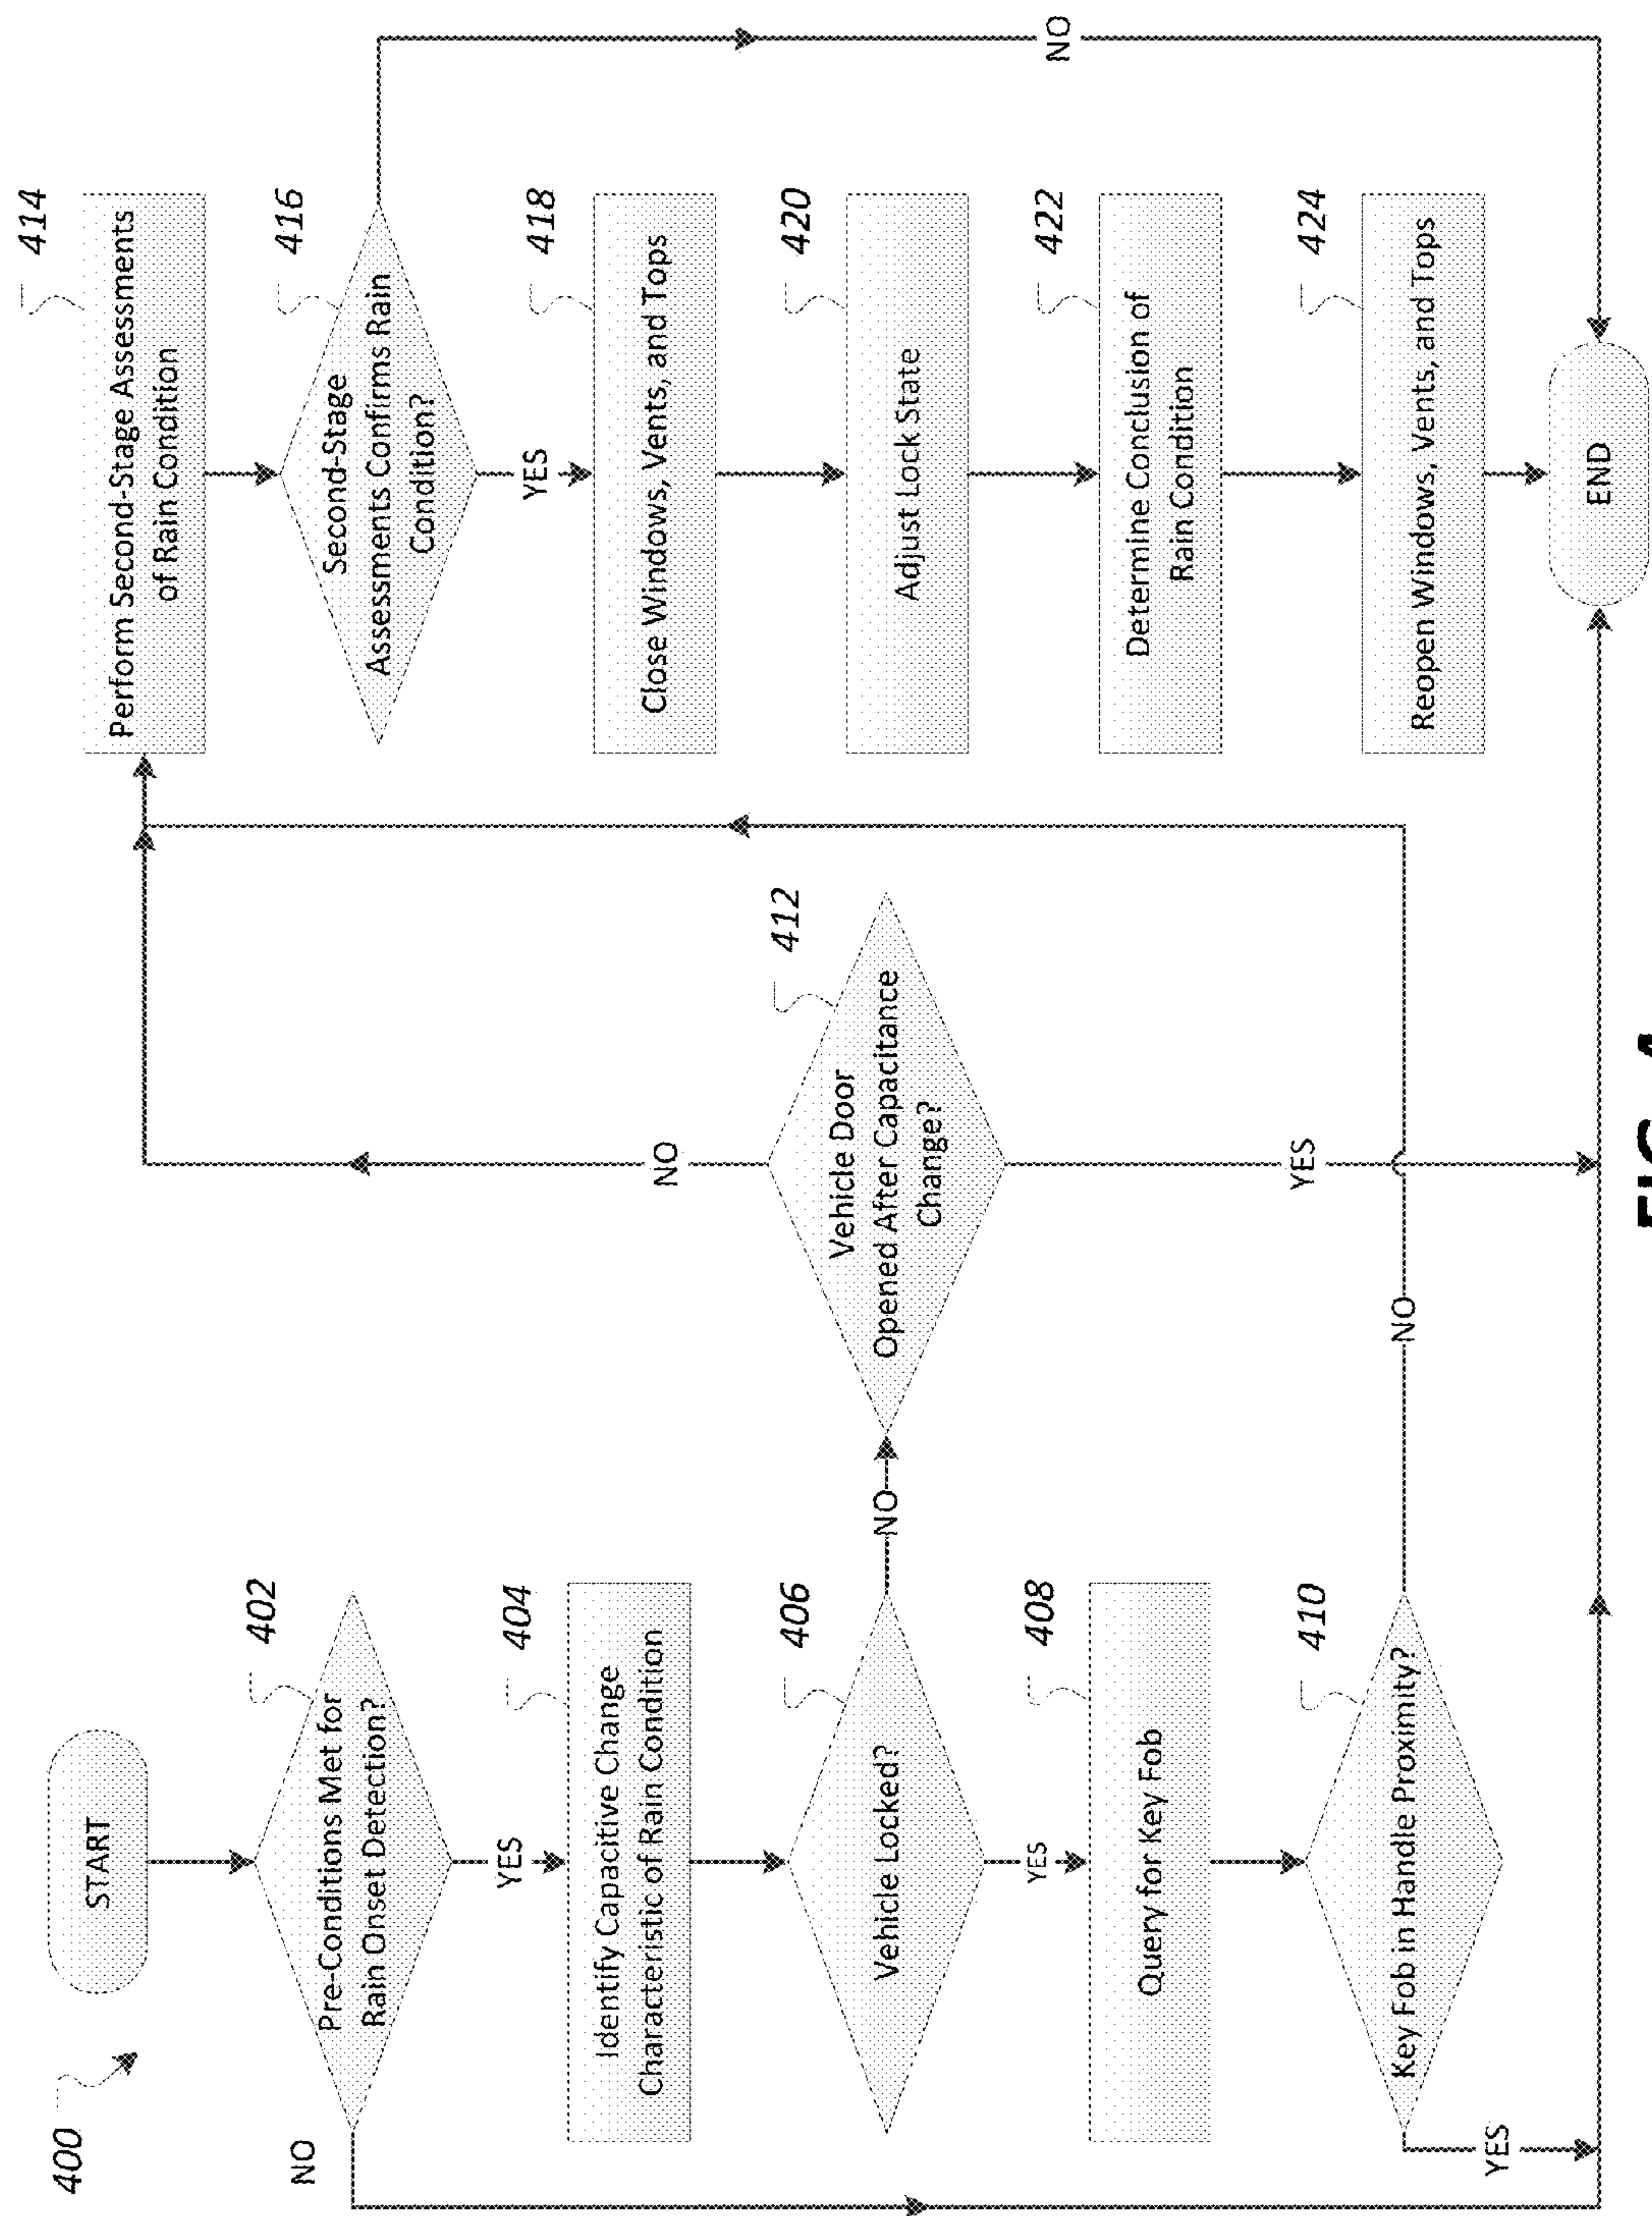 400
START
402
Pre-Conditions Met for
Rain Onset Detection?
NO
YES
404
Identify Capacitive Change
Characteristic of Rain Condition
406
Vehicle Locked?
NO
YES
408
Query for Key Fob
410
Key Fob in Handle Proximity?
NO
YES
412
Vehicle Door
Opened After Capacitance
Change?
NO
YES
414
Perform Second-Stage Assessments
of Rain Condition
416
Second-Stage
Assessments Confirms Rain
Condition?
NO
YES
418
Close Windows, Vents, and Tops
420
Adjust Lock State
422
Determine Conclusion of
Rain Condition
424
Reopen Windows, Vents, and Tops
END